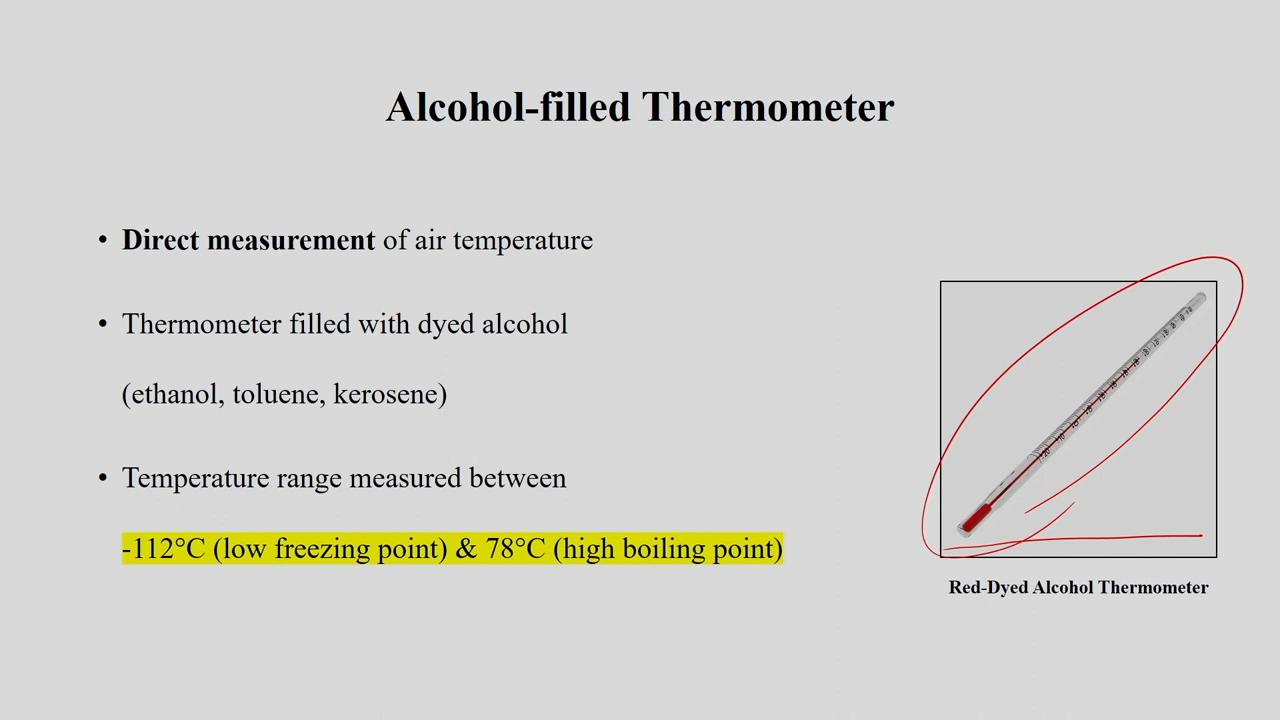 Alcohol-filled Thermometer
• Direct measurement of air temperature
• Thermometer filled with dyed alcohol
(ethanol, toluene, kerosene)
• Temperature range measured between
-112°C (low freezing point) & 78°C (high boiling point)
Red-Dyed Alcohol Thermometer